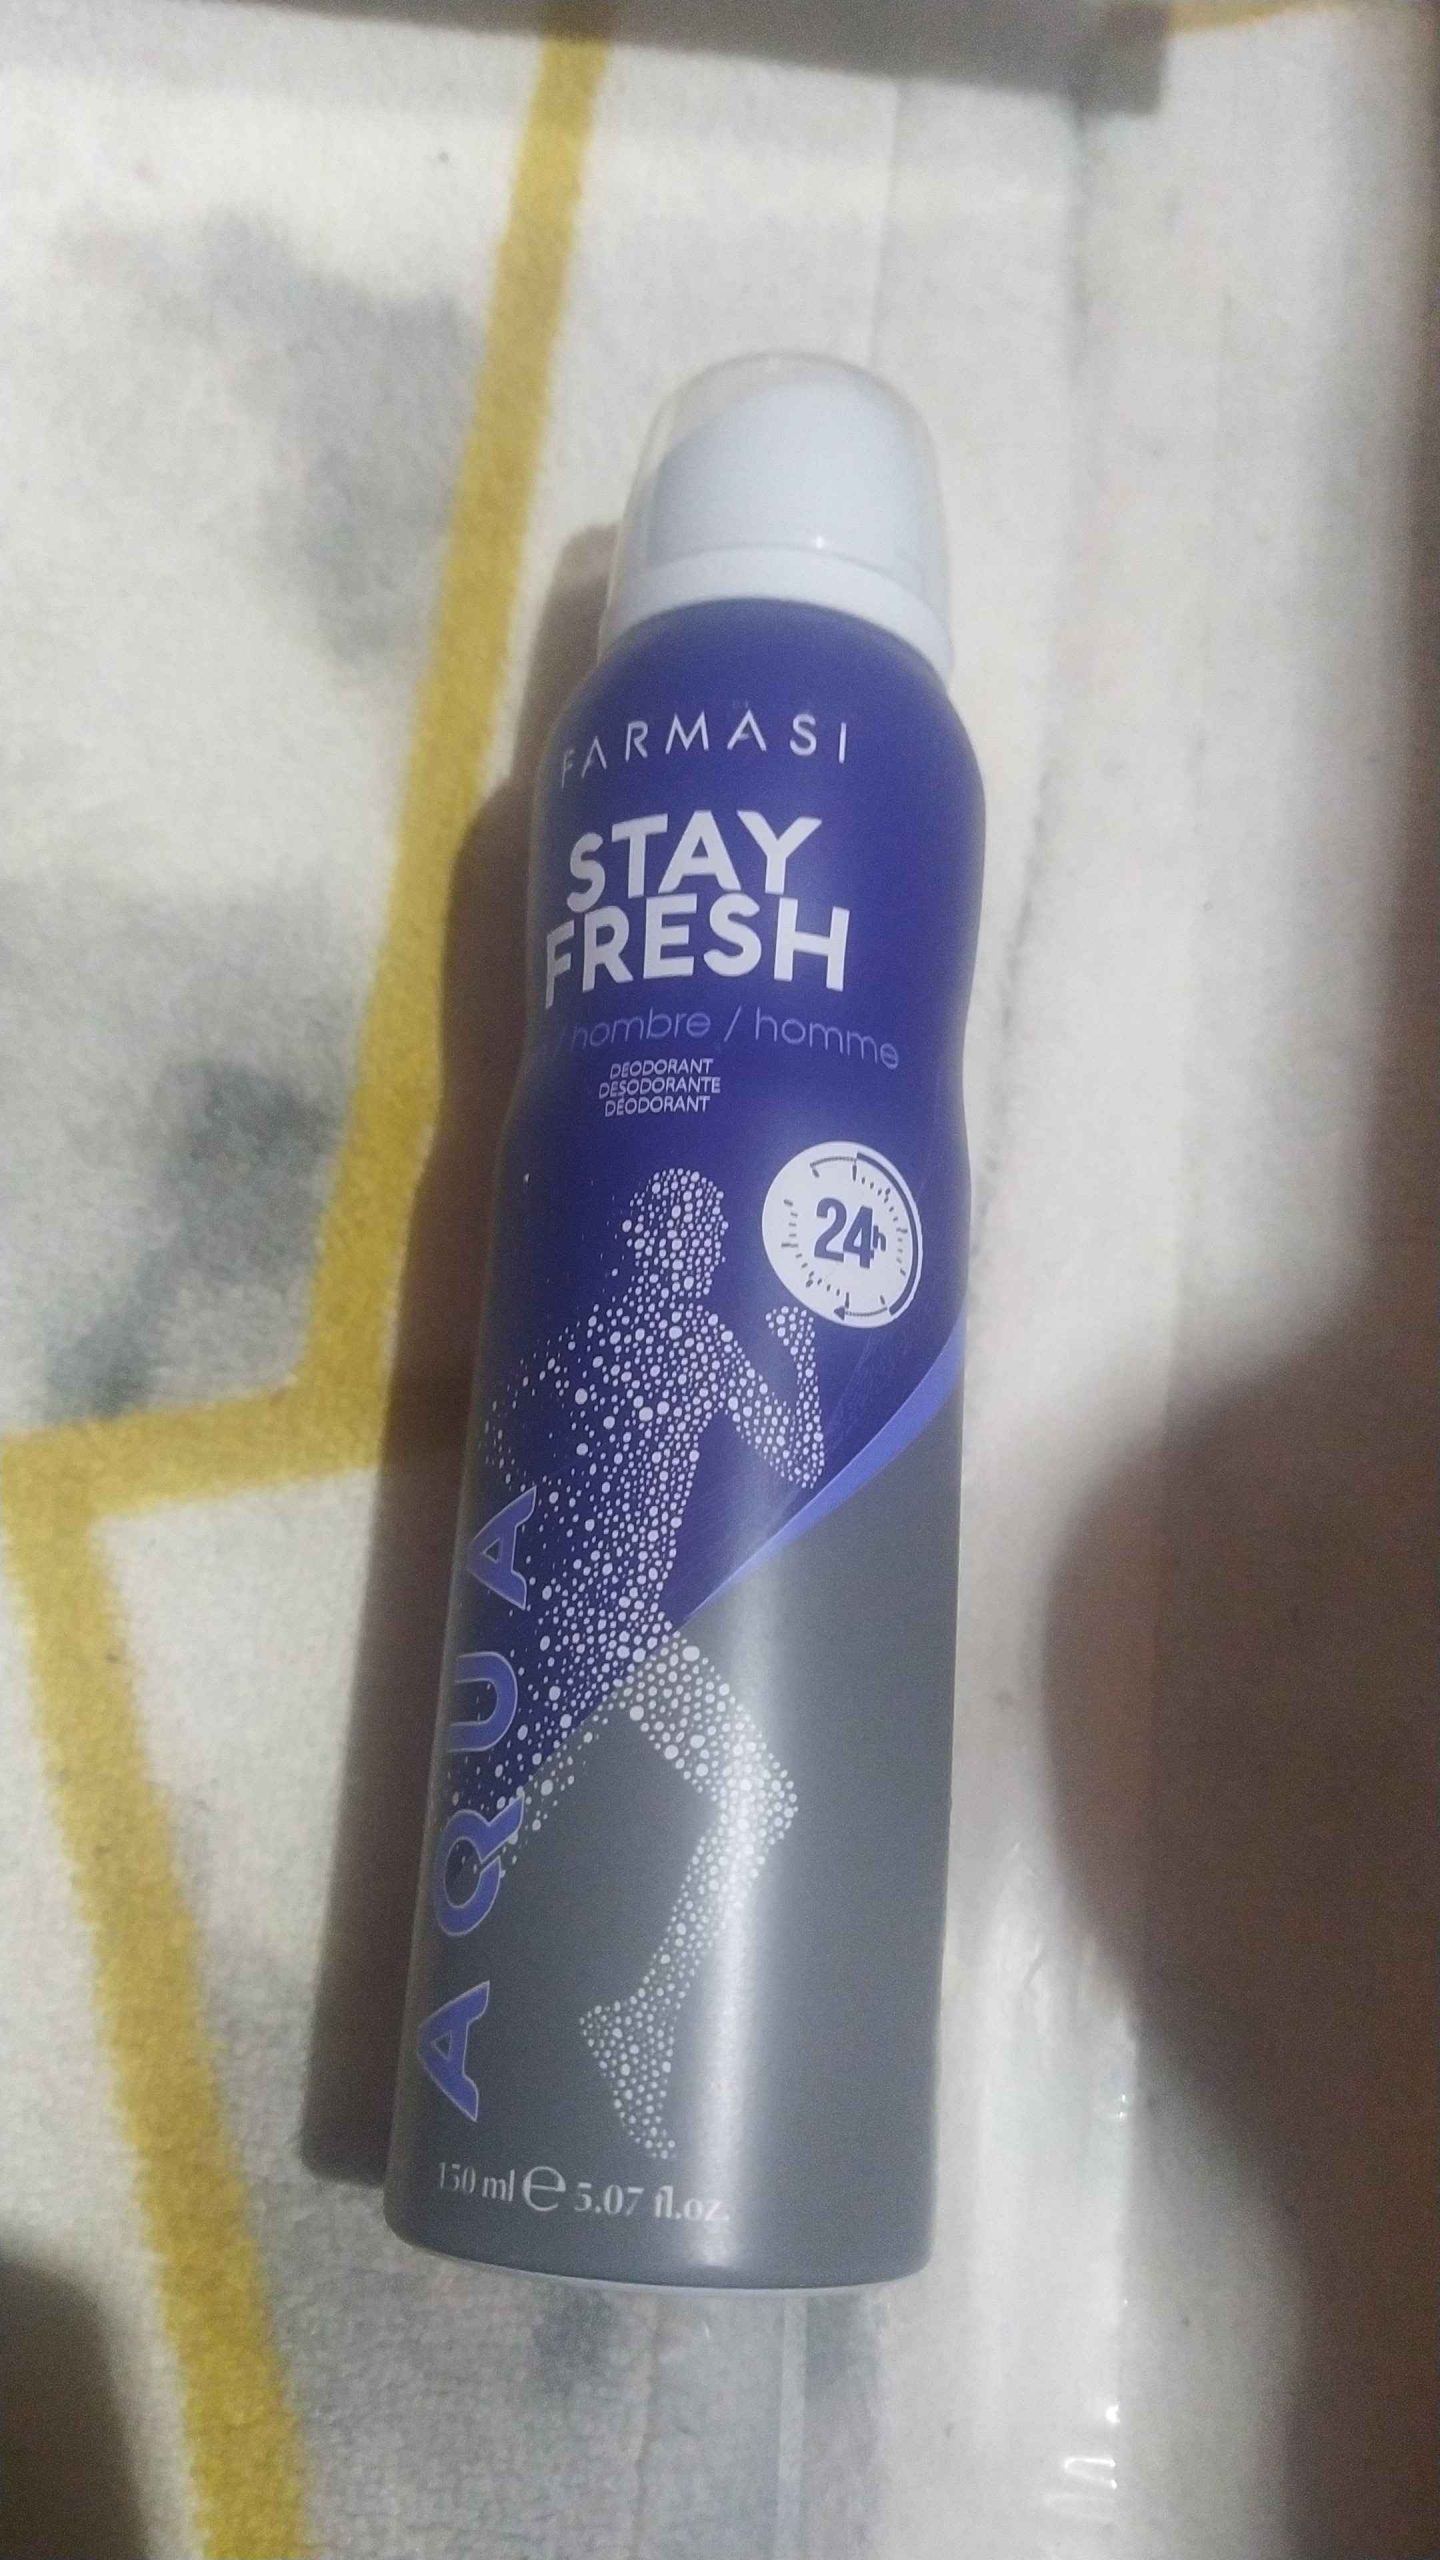 FARMASI
STAY
FRESH
/ hombre / homme
DEODORANT
DESODORANTE
DÉODORANT
24h
AQUA
150 ml e 5.07 fl.oz.